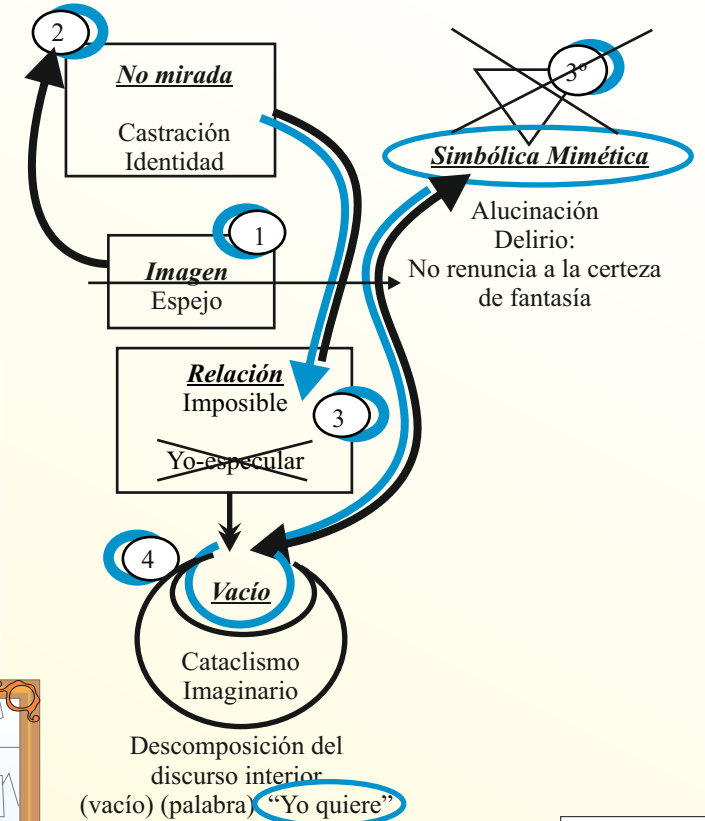 2
No mirada
Castración
Identidad
3º
Simbólica Mimética
Alucinación
Delirio:
No renuncia a la certeza
de fantasía
1
Imagen
Espejo
Relación
Imposible
3
Yo-especular
4
Vacío
Cataclismo
Imaginario
Descomposición del
discurso interior
(vacío) (palabra) “Yo quiere”